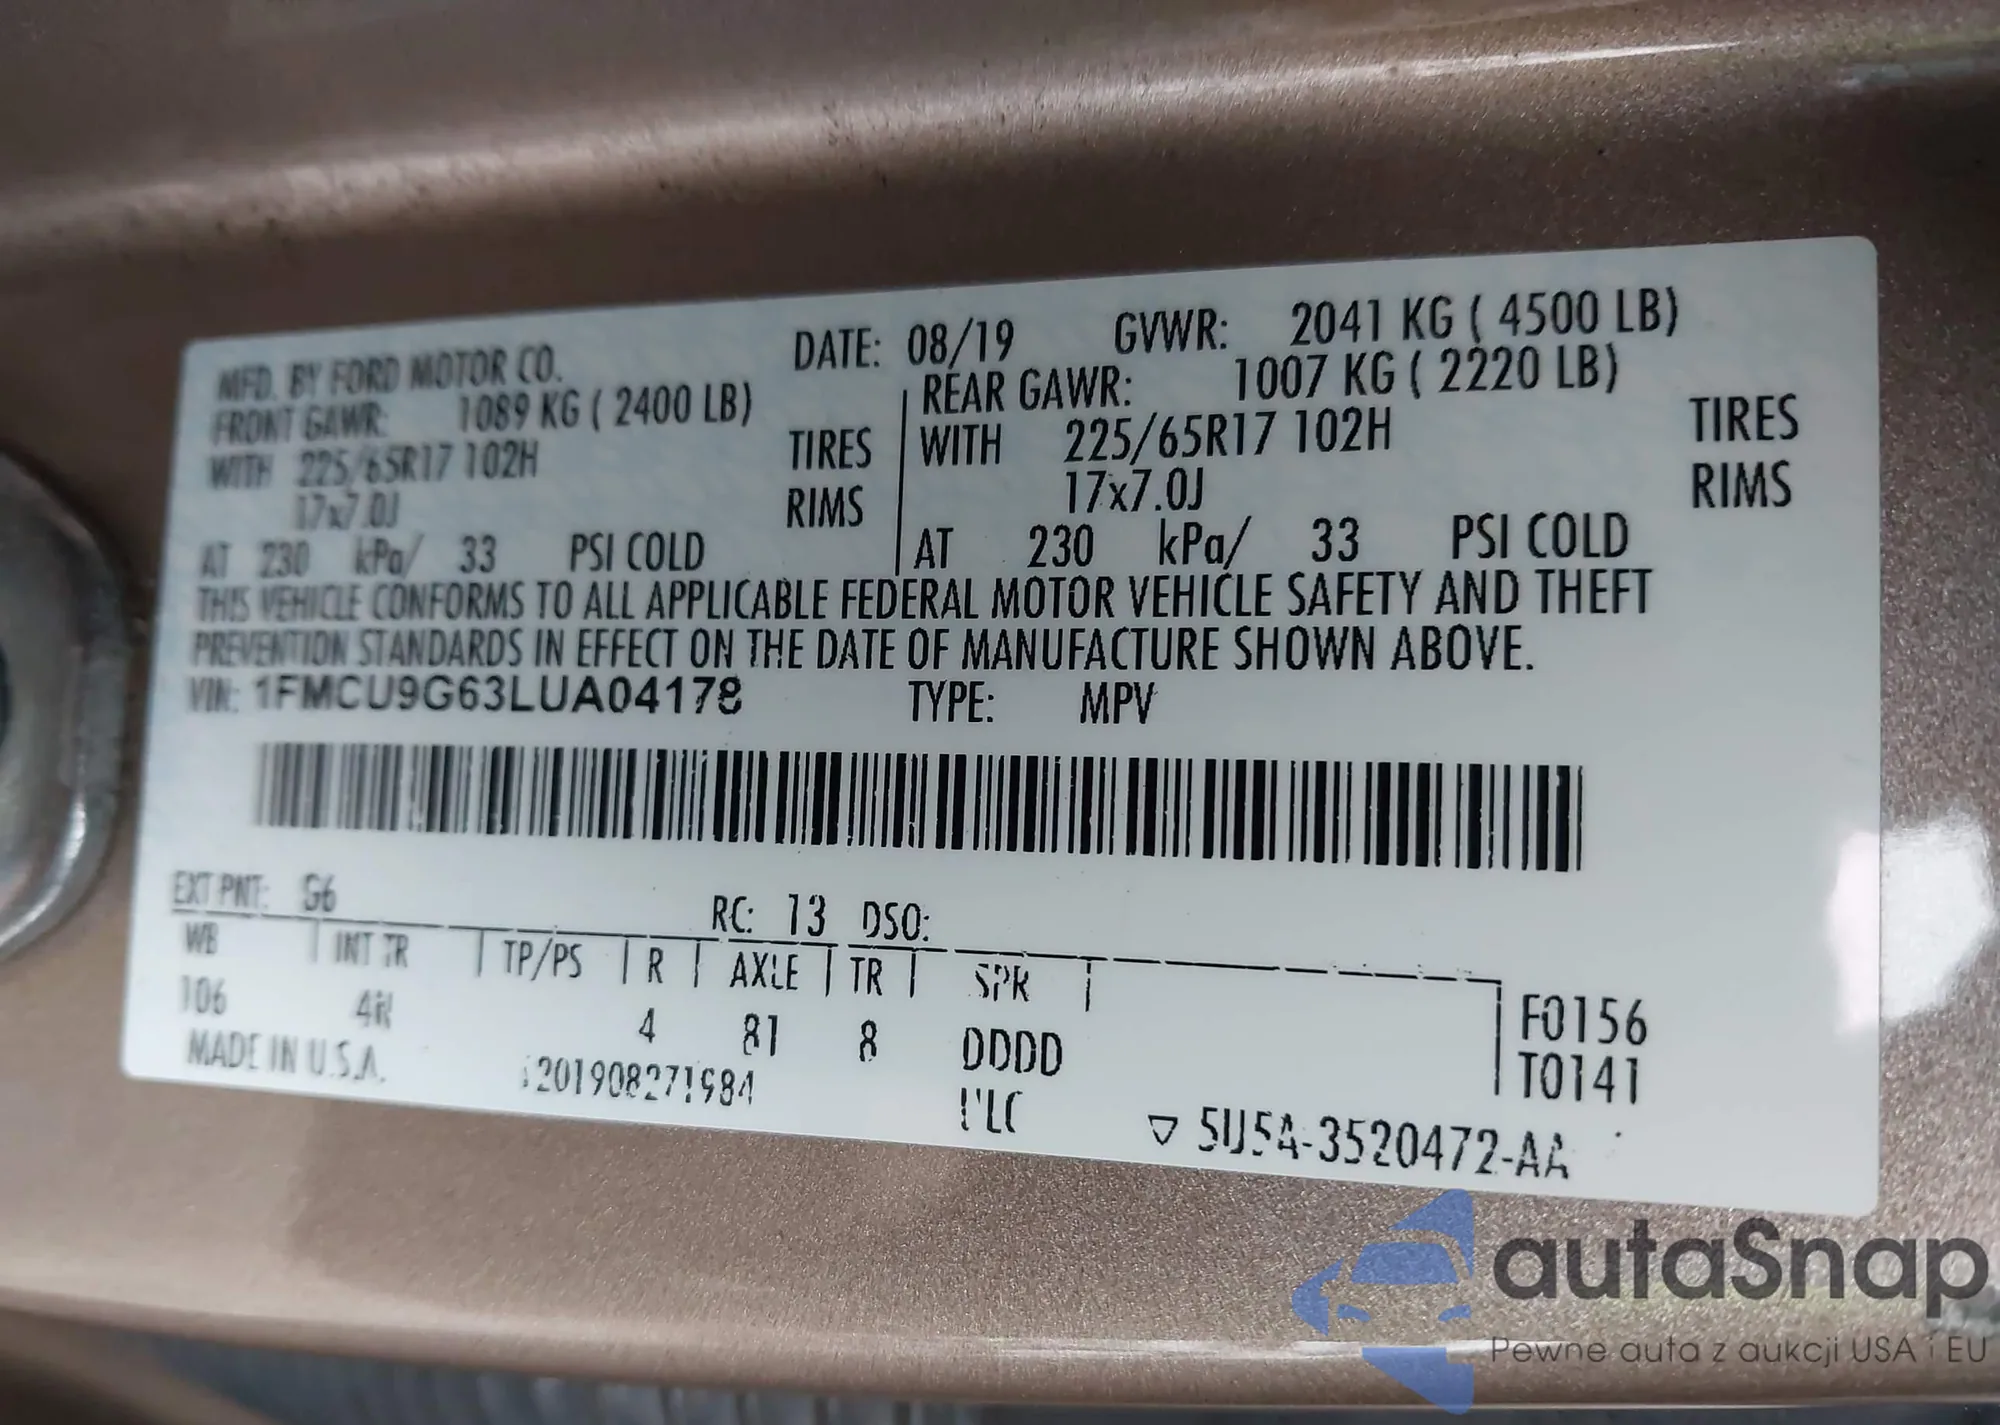 MFD. BY FORD MOTOR CO. DATE: 08/19 GVWR: 2041 KG ( 4500 LB)
FRONT GAWR: 1089 KG ( 2400 LB) REAR GAWR: 1007 KG ( 2220 LB)
WITH 225/65R17 102H TIRES WITH 225/65R17 102H TIRES
17x7.0J RIMS 17x7.0J RIMS
AT 230 kPa/ 33 PSI COLD AT 230 kPa/ 33 PSI COLD
THIS VEHICLE CONFORMS TO ALL APPLICABLE FEDERAL MOTOR VEHICLE SAFETY AND THEFT
PREVENTION STANDARDS IN EFFECT ON THE DATE OF MANUFACTURE SHOWN ABOVE.
VIN: 1FMCU9G63LUA04178 TYPE: MPV
EXT PNT: G6 RC: 13 DSO:
WB INT TR TP/PS R AXLE TR SPR
106 4 81 8 DDDD F0156
MADE IN U.S.A. T0141
5U5A-3520472-AA
autaSnap
Pewne auta z aukcji USA i EU